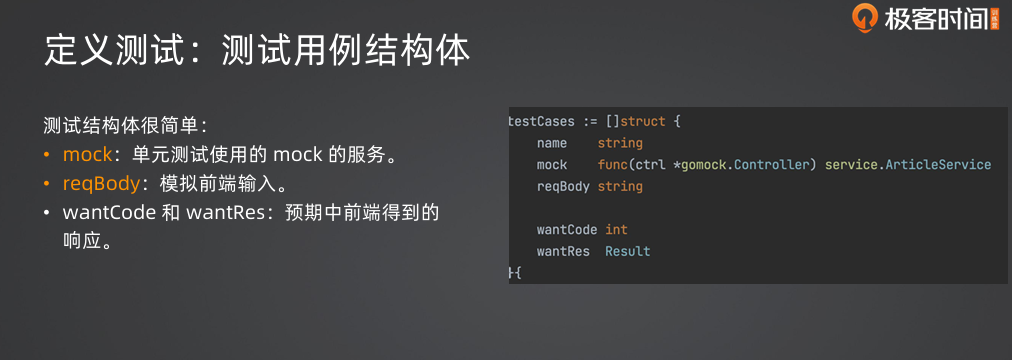 极客时间
训练营
定义测试：测试用例结构体
测试结构体很简单：
• mock：单元测试使用的 mock 的服务。
• reqBody：模拟前端输入。
• wantCode 和 wantRes：预期中前端得到的
响应。
testCases := []struct {
name string
mock func(ctrl *gomock.Controller) service.ArticleService
reqBody string
wantCode int
wantRes Result
}{